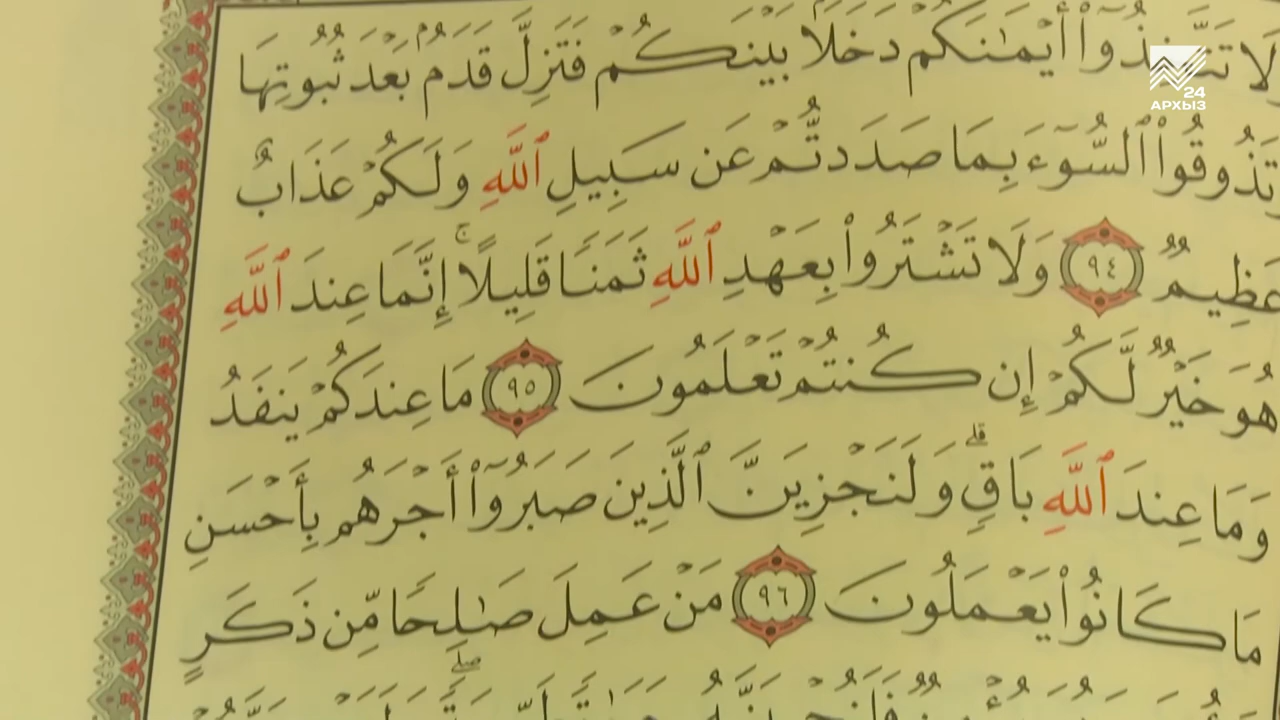 لَا تَتَّخِذُوٓا۟ أَيْمَٰنَكُمْ دَخَلًۢا بَيْنَكُمْ فَتَزِلَّ قَدَمٌۢ بَعْدَ ثُبُوتِهَا
تَذُوقُوا۟ ٱلسُّوٓءَ بِمَا صَدَدتُّمْ عَن سَبِيلِ ٱللَّهِ وَلَكُمْ عَذَابٌ
عَظِيمٌ ٩٤ وَلَا تَشْتَرُوا۟ بِعَهْدِ ٱللَّهِ ثَمَنًا قَلِيلًا ۚ إِنَّمَا عِندَ ٱللَّهِ
هُوَ خَيْرٌ لَّكُمْ إِن كُنتُمْ تَعْلَمُونَ ٩٥ مَا عِندَكُمْ يَنفَدُ
وَمَا عِندَ ٱللَّهِ بَاقٍ ۗ وَلَنَجْزِيَنَّ ٱلَّذِينَ صَبَرُوٓا۟ أَجْرَهُم بِأَحْسَنِ
مَا كَانُوا۟ يَعْمَلُونَ ٩٦ مَنْ عَمِلَ صَٰلِحًا مِّن ذَكَرٍ
24
АРХЫЗ